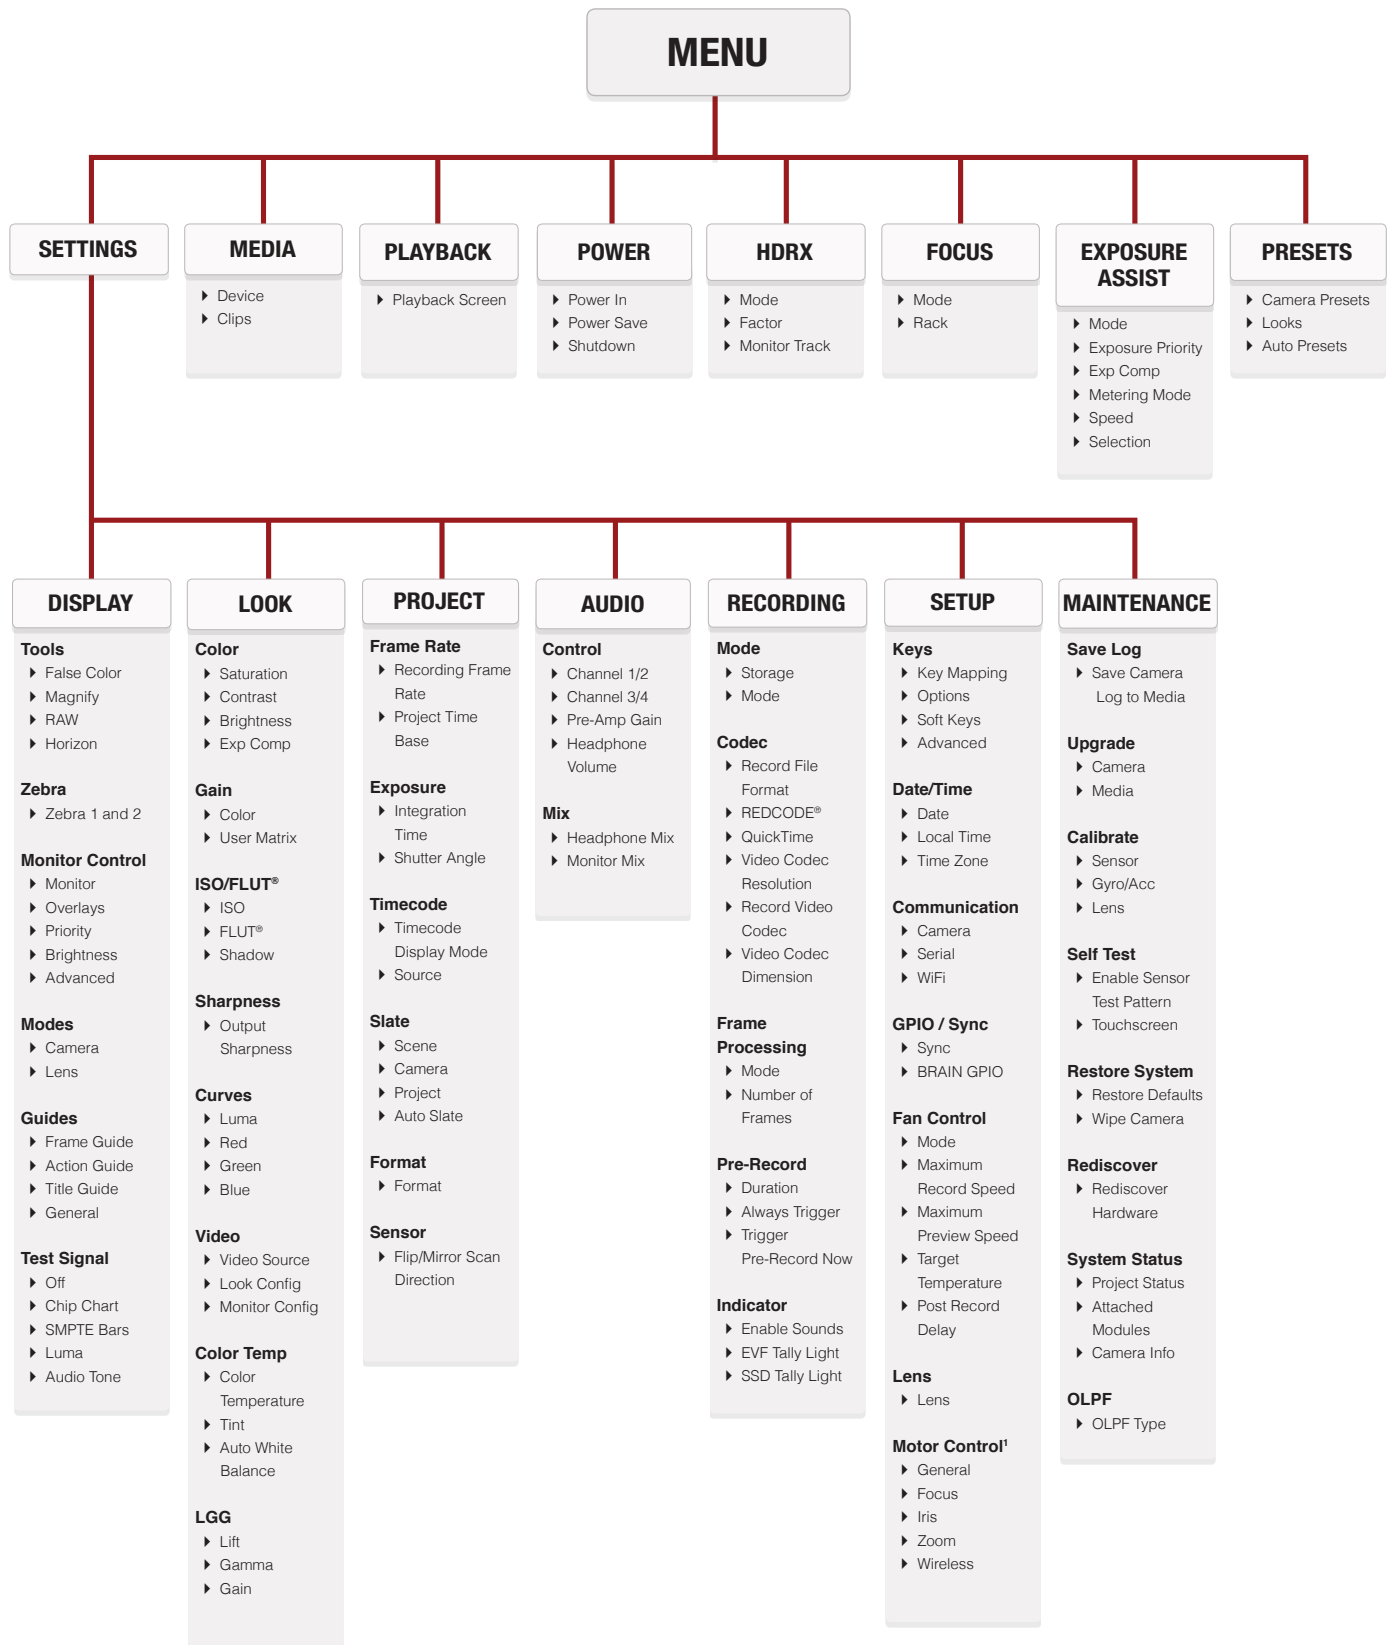 MENU
SETTINGS
MEDIA
Device
Clips
PLAYBACK
Playback Screen
POWER
Power In
Power Save
Shutdown
HDRX
Mode
Factor
Monitor Track
FOCUS
Mode
Rack
EXPOSURE
ASSIST
Mode
Exposure Priority
Exp Comp
Metering Mode
Speed
Selection
PRESETS
Camera Presets
Looks
Auto Presets
DISPLAY
Tools
False Color
Magnify
RAW
Horizon
Zebra
Zebra 1 and 2
Monitor Control
Monitor
Overlays
Priority
Brightness
Advanced
Modes
Camera
Lens
Guides
Frame Guide
Action Guide
Title Guide
General
Test Signal
Off
Chip Chart
SMPTE Bars
Luma
Audio Tone
LOOK
Color
Saturation
Contrast
Brightness
Exp Comp
Gain
Color
User Matrix
ISO/FLUT®
ISO
FLUT®
Shadow
Sharpness
Output
Sharpness
Curves
Luma
Red
Green
Blue
Video
Video Source
Look Config
Monitor Config
Color Temp
Color
Temperature
Tint
Auto White
Balance
LGG
Lift
Gamma
Gain
PROJECT
Frame Rate
Recording Frame
Rate
Project Time
Base
Exposure
Integration
Time
Shutter Angle
Timecode
Timecode
Display Mode
Source
Slate
Scene
Camera
Project
Auto Slate
Format
Format
Sensor
Flip/Mirror Scan
Direction
AUDIO
Control
Channel 1/2
Channel 3/4
Pre-Amp Gain
Headphone
Volume
Mix
Headphone Mix
Monitor Mix
RECORDING
Mode
Storage
Mode
Codec
Record File
Format
REDCODE®
QuickTime
Video Codec
Resolution
Record Video
Codec
Video Codec
Dimension
Frame
Processing
Mode
Number of
Frames
Pre-Record
Duration
Always Trigger
Trigger
Pre-Record Now
Indicator
Enable Sounds
EVF Tally Light
SSD Tally Light
SETUP
Keys
Key Mapping
Options
Soft Keys
Advanced
Date/Time
Date
Local Time
Time Zone
Communication
Camera
Serial
WiFi
GPIO / Sync
Sync
BRAIN GPIO
Fan Control
Mode
Maximum
Record Speed
Maximum
Preview Speed
Target
Temperature
Post Record
Delay
Lens
Lens
Motor Control¹
General
Focus
Iris
Zoom
Wireless
MAINTENANCE
Save Log
Save Camera
Log to Media
Upgrade
Camera
Media
Calibrate
Sensor
Gyro/Acc
Lens
Self Test
Enable Sensor
Test Pattern
Touchscreen
Restore System
Restore Defaults
Wipe Camera
Rediscover
Rediscover
Hardware
System Status
Project Status
Attached
Modules
Camera Info
OLPF
OLPF Type